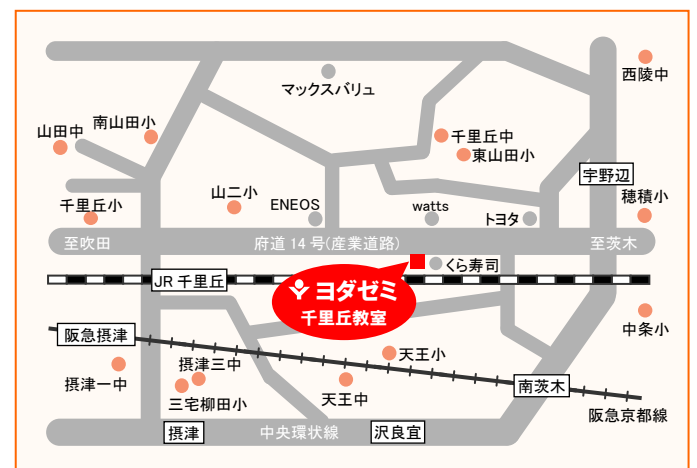 西陵中
マックスバリュ
南山田小
山田中
千里丘中
東山田小
宇野辺
穂積小
山二小
ENEOS
watts
トヨタ
千里丘小
至吹田
府道14号(産業道路)
至茨木
くら寿司
JR千里丘
ヨダゼミ
千里丘教室
中条小
阪急摂津
摂津三中
天王小
摂津一中
三宅柳田小
天王中
南茨木
阪急京都線
摂津
中央環状線
沢良宜